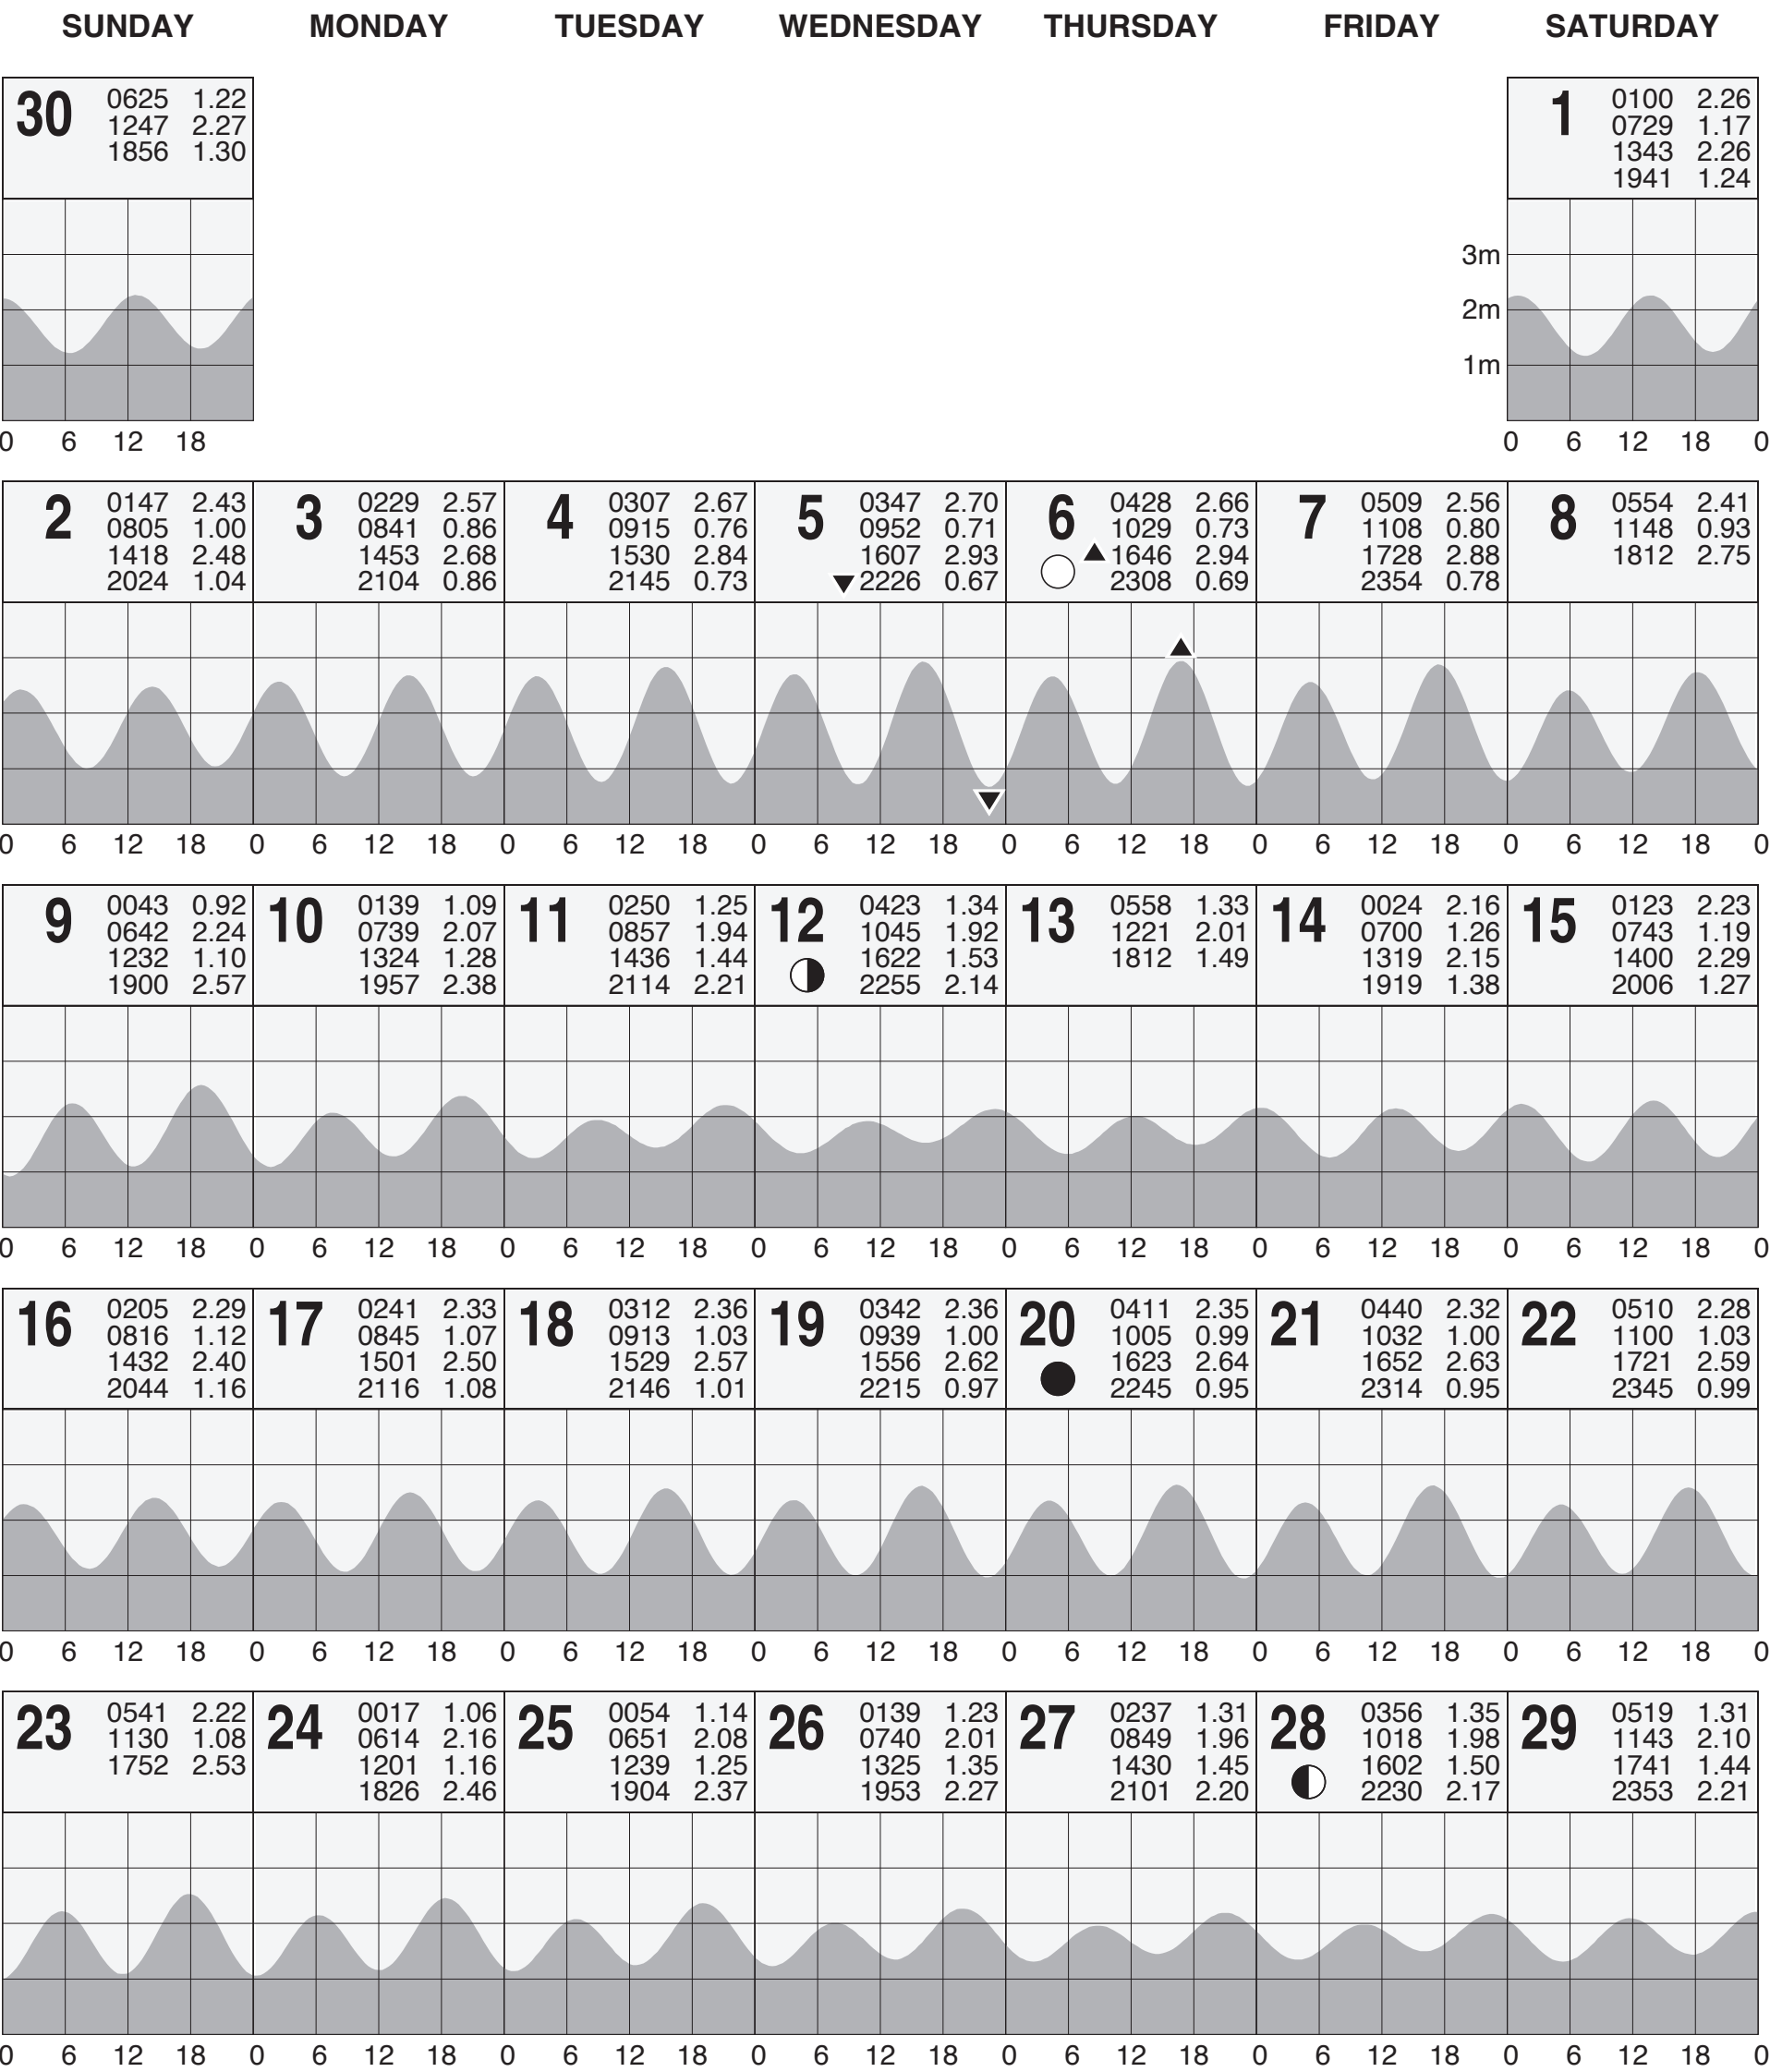 SUNDAY MONDAY TUESDAY WEDNESDAY THURSDAY FRIDAY SATURDAY
30 0625 1.22
1247 2.27
1856 1.30
0 6 12 18
1 0100 2.26
0729 1.17
1343 2.26
1941 1.24
3m
2m
1m
0 6 12 18 0
2 0147 2.43
0805 1.00
1418 2.48
2024 1.04
3 0229 2.57
0841 0.86
1453 2.68
2104 0.86
4 0307 2.67
0915 0.76
1530 2.84
2145 0.73
5 0347 2.70
0952 0.71
1607 2.93
2226 0.67
6 0428 2.66
1029 0.73
1646 2.94
2308 0.69
7 0509 2.56
1108 0.80
1728 2.88
2354 0.78
8 0554 2.41
1148 0.93
1812 2.75
0 6 12 18 0 6 12 18 0 6 12 18 0 6 12 18 0 6 12 18 0 6 12 18 0 6 12 18 0
9 0043 0.92
0642 2.24
1232 1.10
1900 2.57
10 0139 1.09
0739 2.07
1324 1.28
1957 2.38
11 0250 1.25
0857 1.94
1436 1.44
2114 2.21
12 0423 1.34
1045 1.92
1622 1.53
2255 2.14
13 0558 1.33
1221 2.01
1812 1.49
14 0024 2.16
0700 1.26
1319 2.15
1919 1.38
15 0123 2.23
0743 1.19
1400 2.29
2006 1.27
0 6 12 18 0 6 12 18 0 6 12 18 0 6 12 18 0 6 12 18 0 6 12 18 0 6 12 18 0
16 0205 2.29
0816 1.12
1432 2.40
2044 1.16
17 0241 2.33
0845 1.07
1501 2.50
2116 1.08
18 0312 2.36
0913 1.03
1529 2.57
2146 1.01
19 0342 2.36
0939 1.00
1556 2.62
2215 0.97
20 0411 2.35
1005 0.99
1623 2.64
2245 0.95
21 0440 2.32
1032 1.00
1652 2.63
2314 0.95
22 0510 2.28
1100 1.03
1721 2.59
2345 0.99
0 6 12 18 0 6 12 18 0 6 12 18 0 6 12 18 0 6 12 18 0 6 12 18 0 6 12 18 0
23 0541 2.22
1130 1.08
1752 2.53
24 0017 1.06
0614 2.16
1201 1.16
1826 2.46
25 0054 1.14
0651 2.08
1239 1.25
1904 2.37
26 0139 1.23
0740 2.01
1325 1.35
1953 2.27
27 0237 1.31
0849 1.96
1430 1.45
2101 2.20
28 0356 1.35
1018 1.98
1602 1.50
2230 2.17
29 0519 1.31
1143 2.10
1741 1.44
2353 2.21
0 6 12 18 0 6 12 18 0 6 12 18 0 6 12 18 0 6 12 18 0 6 12 18 0 6 12 18 0